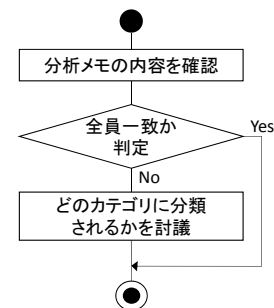 分析メモの内容を確認
全員一致か
判定
Yes
No
どのカテゴリに分類
されるかを討議